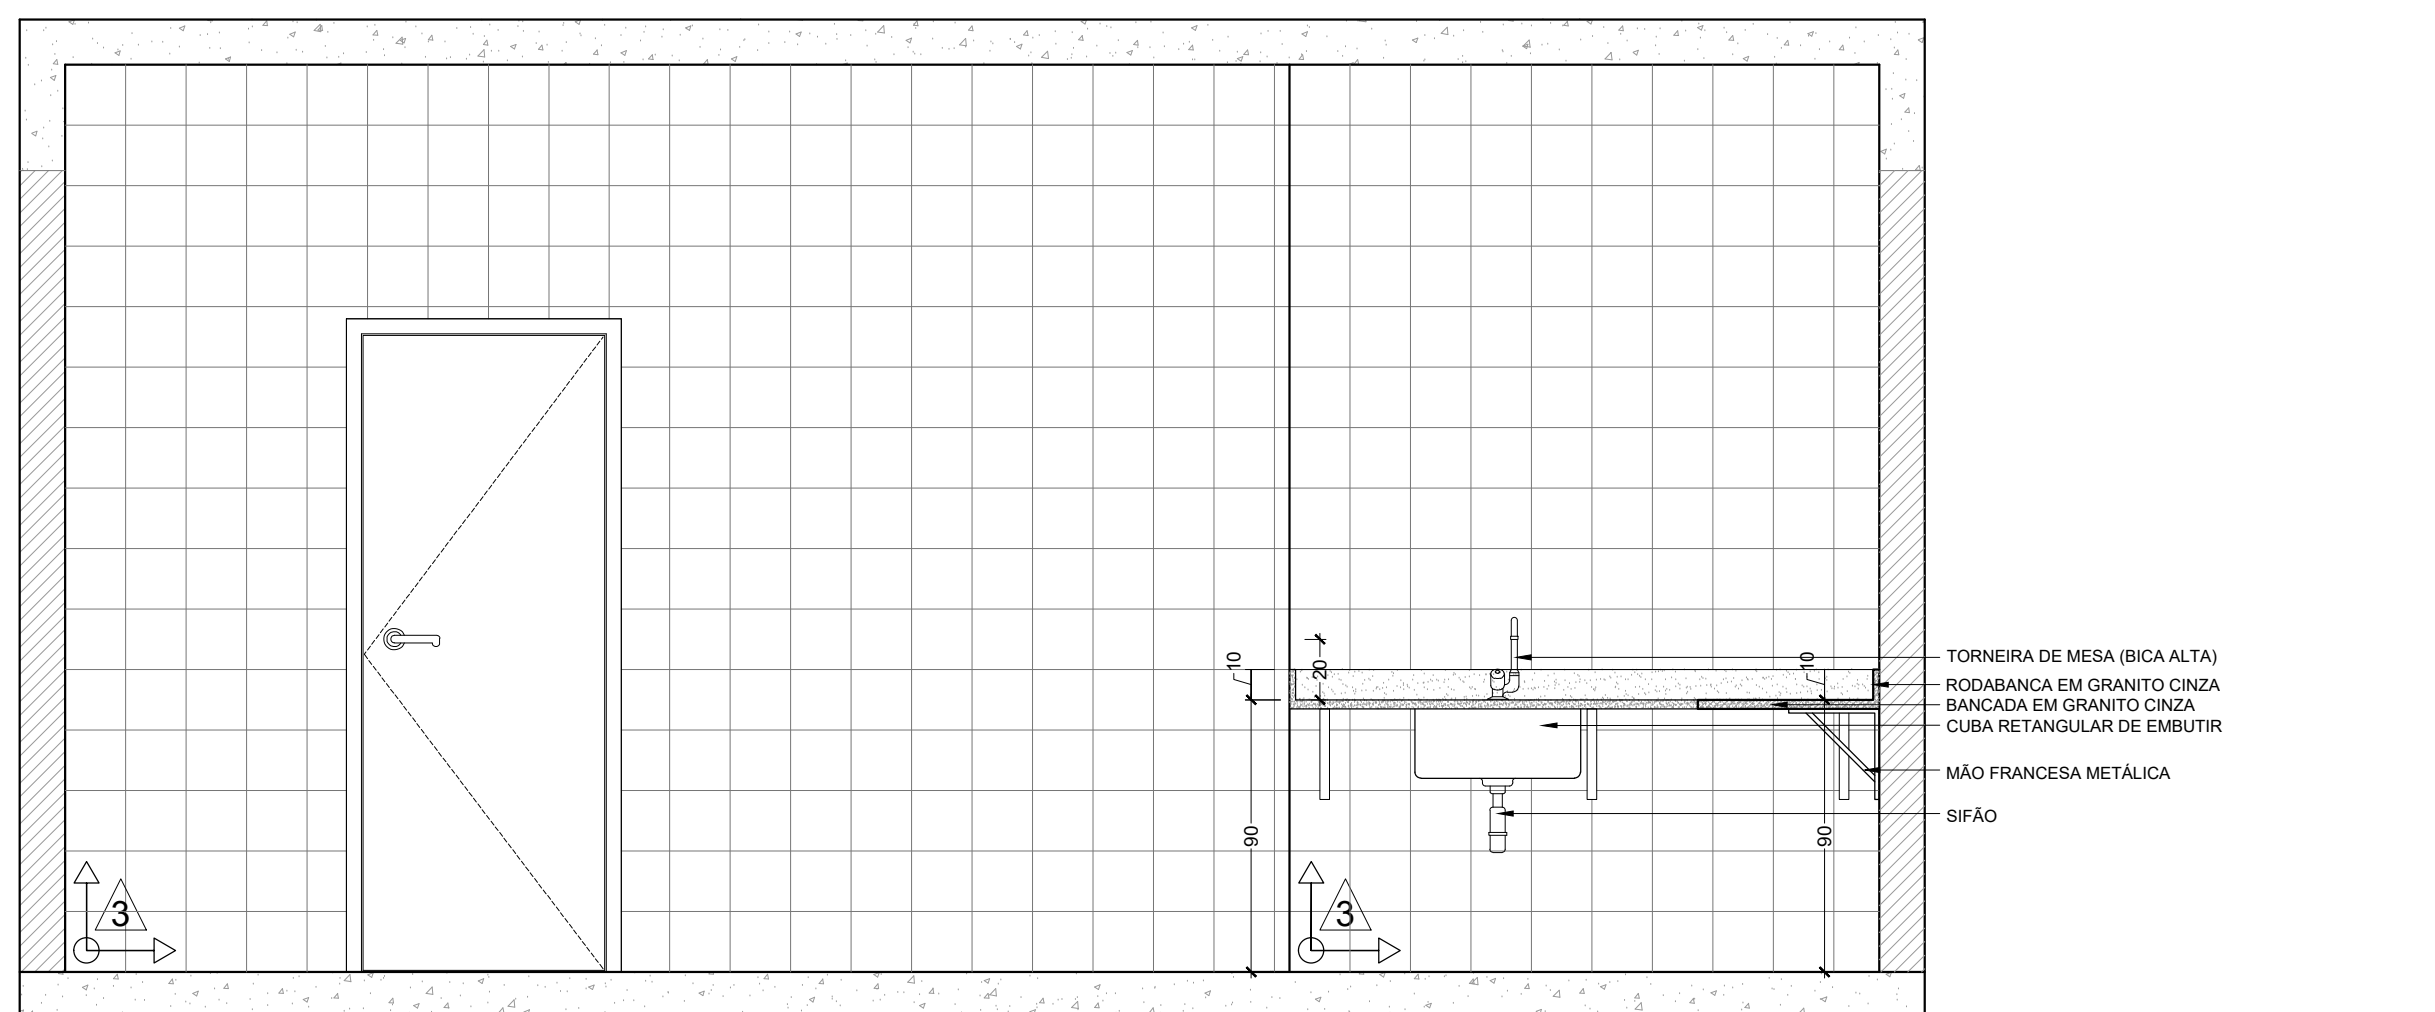 TORNEIRA DE MESA (BICA ALTA)
10
20
10
RODABANCA EM GRANITO CINZA
BANCADA EM GRANITO CINZA
CUBA RETANGULAR DE EMBUTIR
MÃO FRANCESA METÁLICA
SIFÃO
90
90
3
3